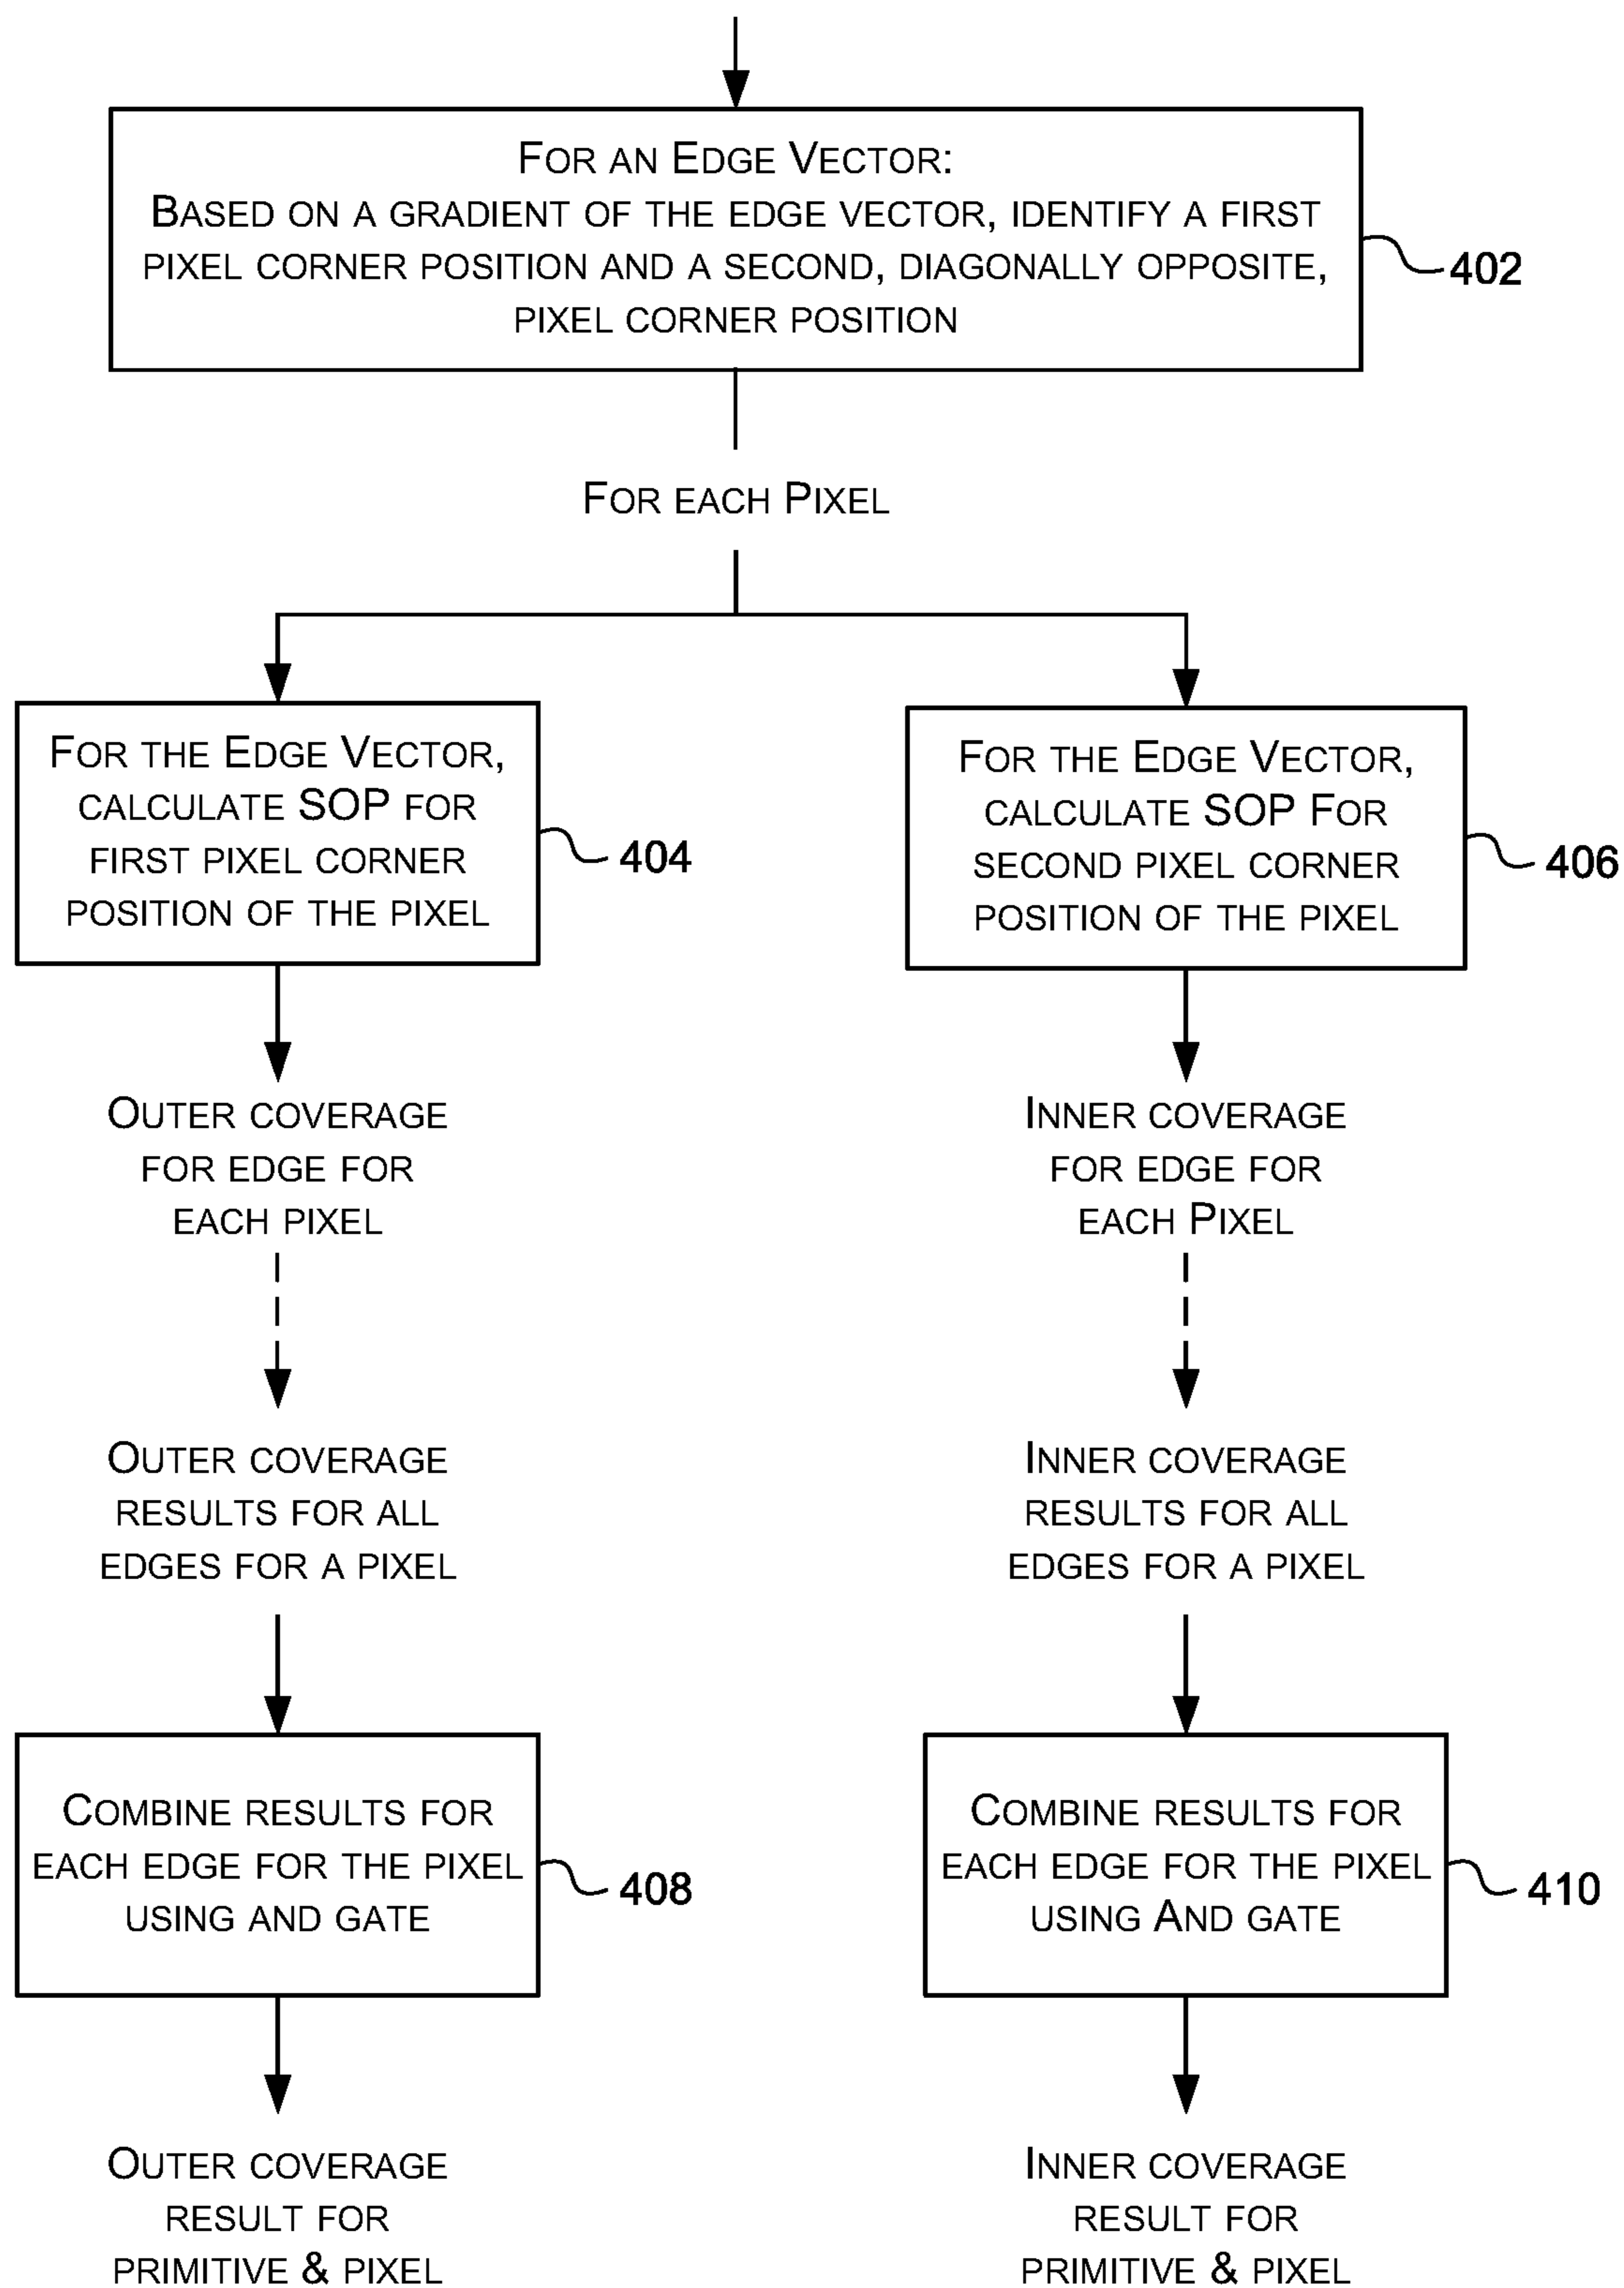 FOR AN EDGE VECTOR:
BASED ON A GRADIENT OF THE EDGE VECTOR, IDENTIFY A FIRST
PIXEL CORNER POSITION AND A SECOND, DIAGONALLY OPPOSITE,
PIXEL CORNER POSITION
402
FOR EACH PIXEL
FOR THE EDGE VECTOR,
CALCULATE SOP FOR
FIRST PIXEL CORNER
POSITION OF THE PIXEL
404
FOR THE EDGE VECTOR,
CALCULATE SOP FOR
SECOND PIXEL CORNER
POSITION OF THE PIXEL
406
OUTER COVERAGE
FOR EDGE FOR
EACH PIXEL
INNER COVERAGE
FOR EDGE FOR
EACH PIXEL
OUTER COVERAGE
RESULTS FOR ALL
EDGES FOR A PIXEL
INNER COVERAGE
RESULTS FOR ALL
EDGES FOR A PIXEL
COMBINE RESULTS FOR
EACH EDGE FOR THE PIXEL
USING AND GATE
408
COMBINE RESULTS FOR
EACH EDGE FOR THE PIXEL
USING AND GATE
410
OUTER COVERAGE
RESULT FOR
PRIMITIVE & PIXEL
INNER COVERAGE
RESULT FOR
PRIMITIVE & PIXEL